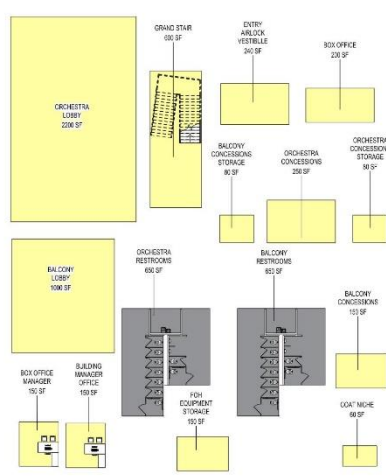 GRAND STAIR
600 SF
ENTRY
AIRLOCK
VESTIBULE
240 SF
BOX OFFICE
230 SF
ORCHESTRA
LOBBY
2200 SF
BALCONY
CONCESSIONS
STORAGE
80 SF
ORCHESTRA
CONCESSIONS
250 SF
ORCHESTRA
CONCESSION
STORAGE
80 SF
BALCONY
LOBBY
1000 SF
ORCHESTRA
RESTROOMS
650 SF
BALCONY
RESTROOMS
650 SF
BALCONY
CONCESSIONS
150 SF
BOX OFFICE
MANAGER
150 SF
BUILDING
MANAGER
OFFICE
150 SF
FOH
EQUIPMENT
STORAGE
150 SF
COAT NICHE
60 SF